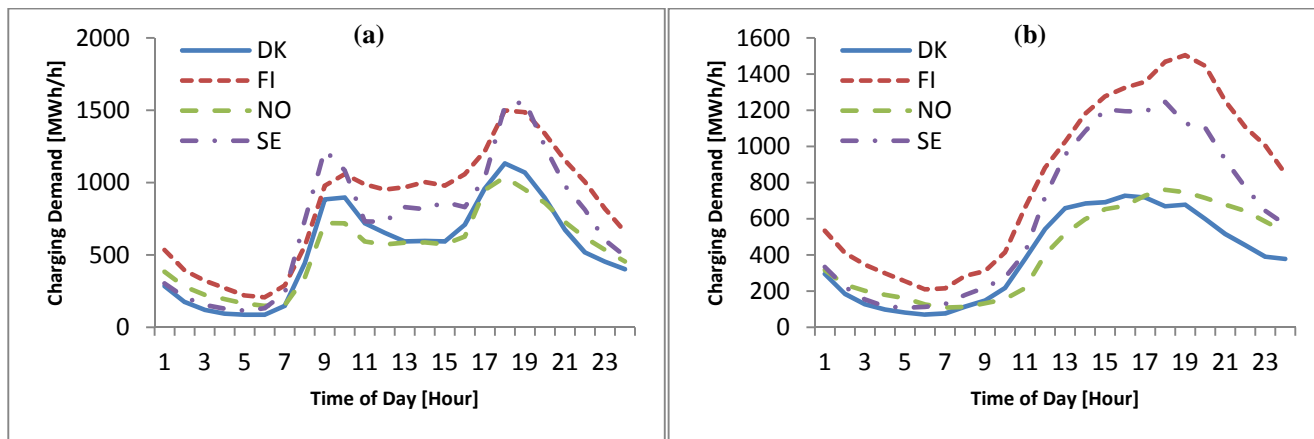 (a)
Charging Demand [MWh/h]
2000
1500
1000
500
0
DK
FI
NO
SE
1 3 5 7 9 11 13 15 17 19 21 23
Time of Day [Hour]
(b)
Charging Demand [MWh/h]
1600
1400
1200
1000
800
600
400
200
0
DK
FI
NO
SE
1 3 5 7 9 11 13 15 17 19 21 23
Time of Day [Hour]